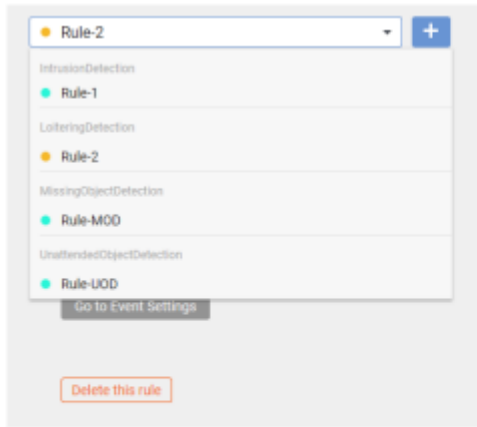 Rule-2
+
IntrusionDetection
Rule-1
LoiteringDetection
Rule-2
MissingObjectDetection
Rule-MOD
UnattendedObjectDetection
Rule-UOD
Go to Event Settings
Delete this rule